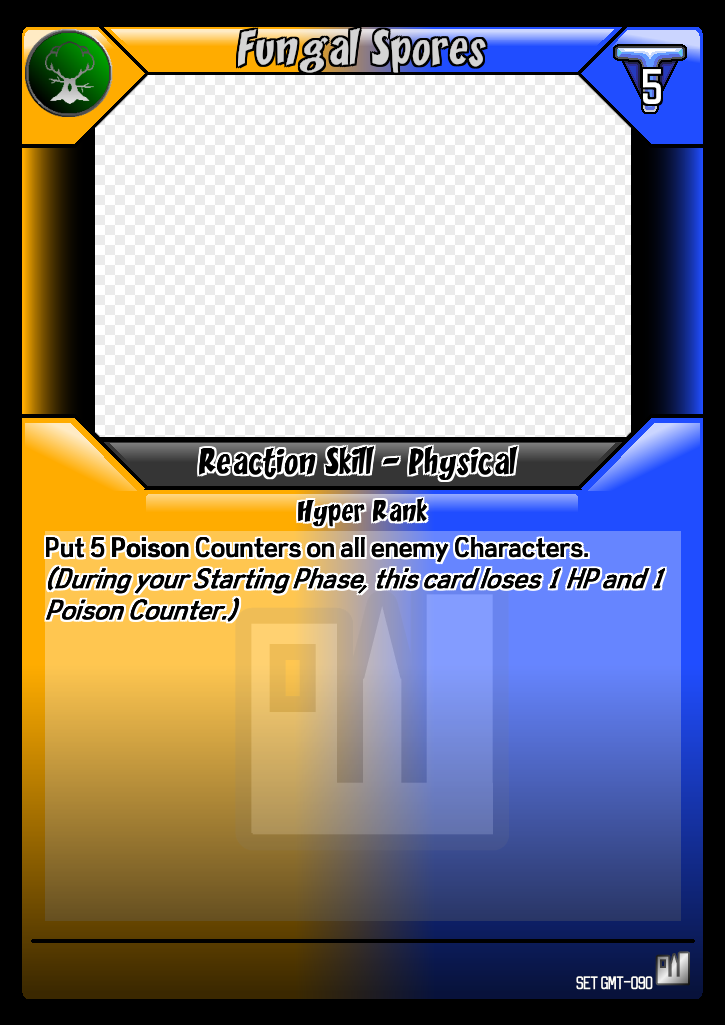 Fungal Spores
5
Reaction Skill - Physical
Hyper Rank
Put 5 Poison Counters on all enemy Characters.
(During your Starting Phase, this card loses 1 HP and 1
Poison Counter.)
SET GMT-090